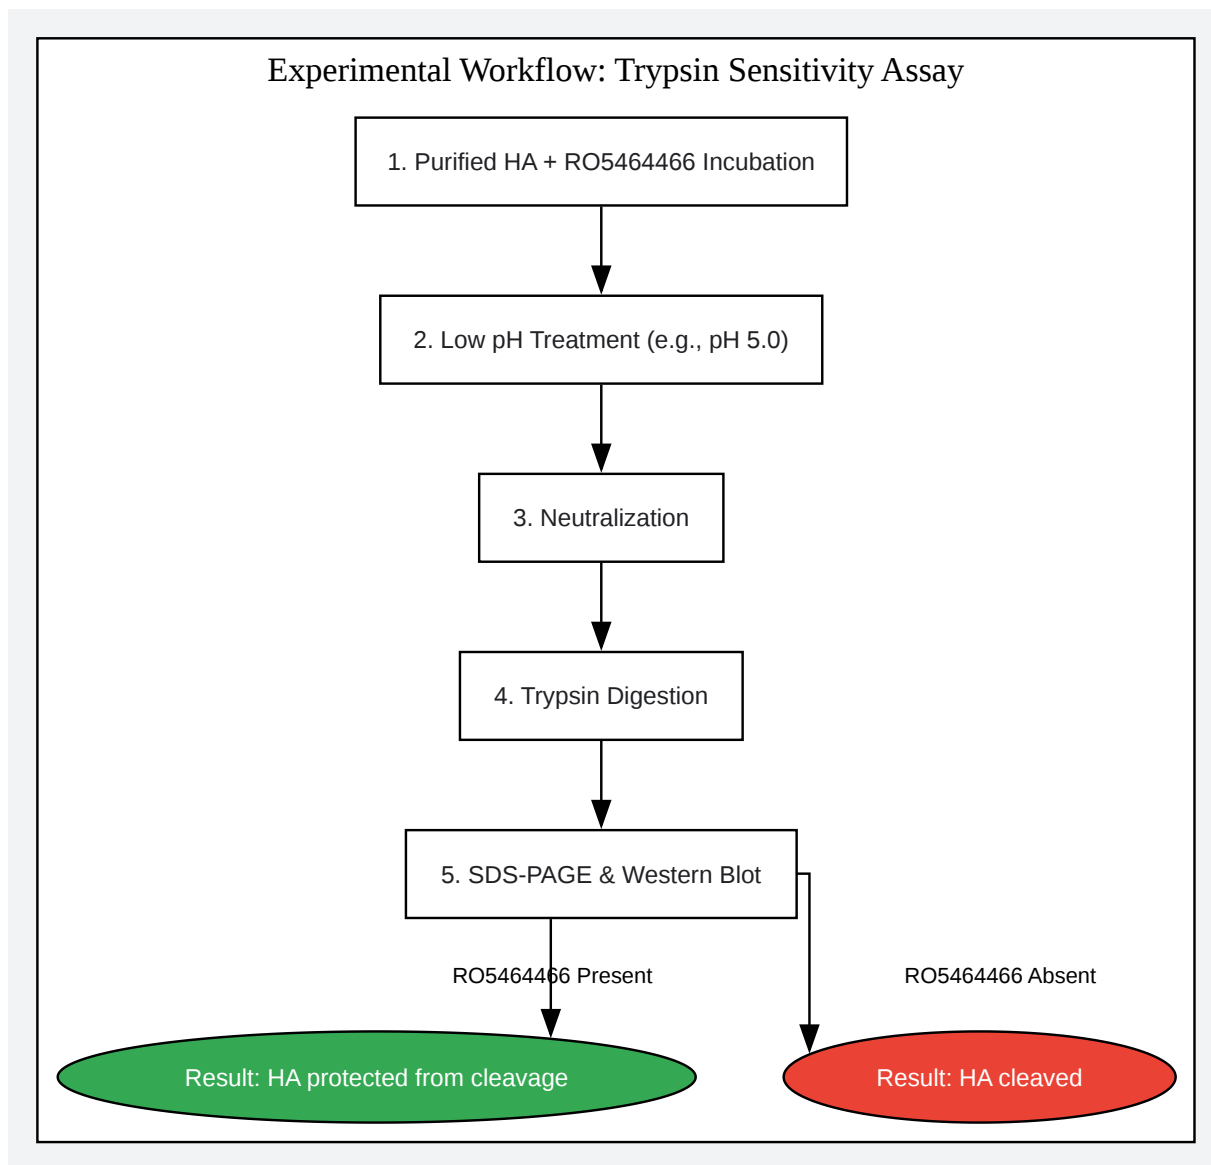 Experimental Workflow: Trypsin Sensitivity Assay
1. Purified HA + RO5464466 Incubation
2. Low pH Treatment (e.g., pH 5.0)
3. Neutralization
4. Trypsin Digestion
5. SDS-PAGE & Western Blot
RO5464466 Present
RO5464466 Absent
Result: HA protected from cleavage
Result: HA cleaved